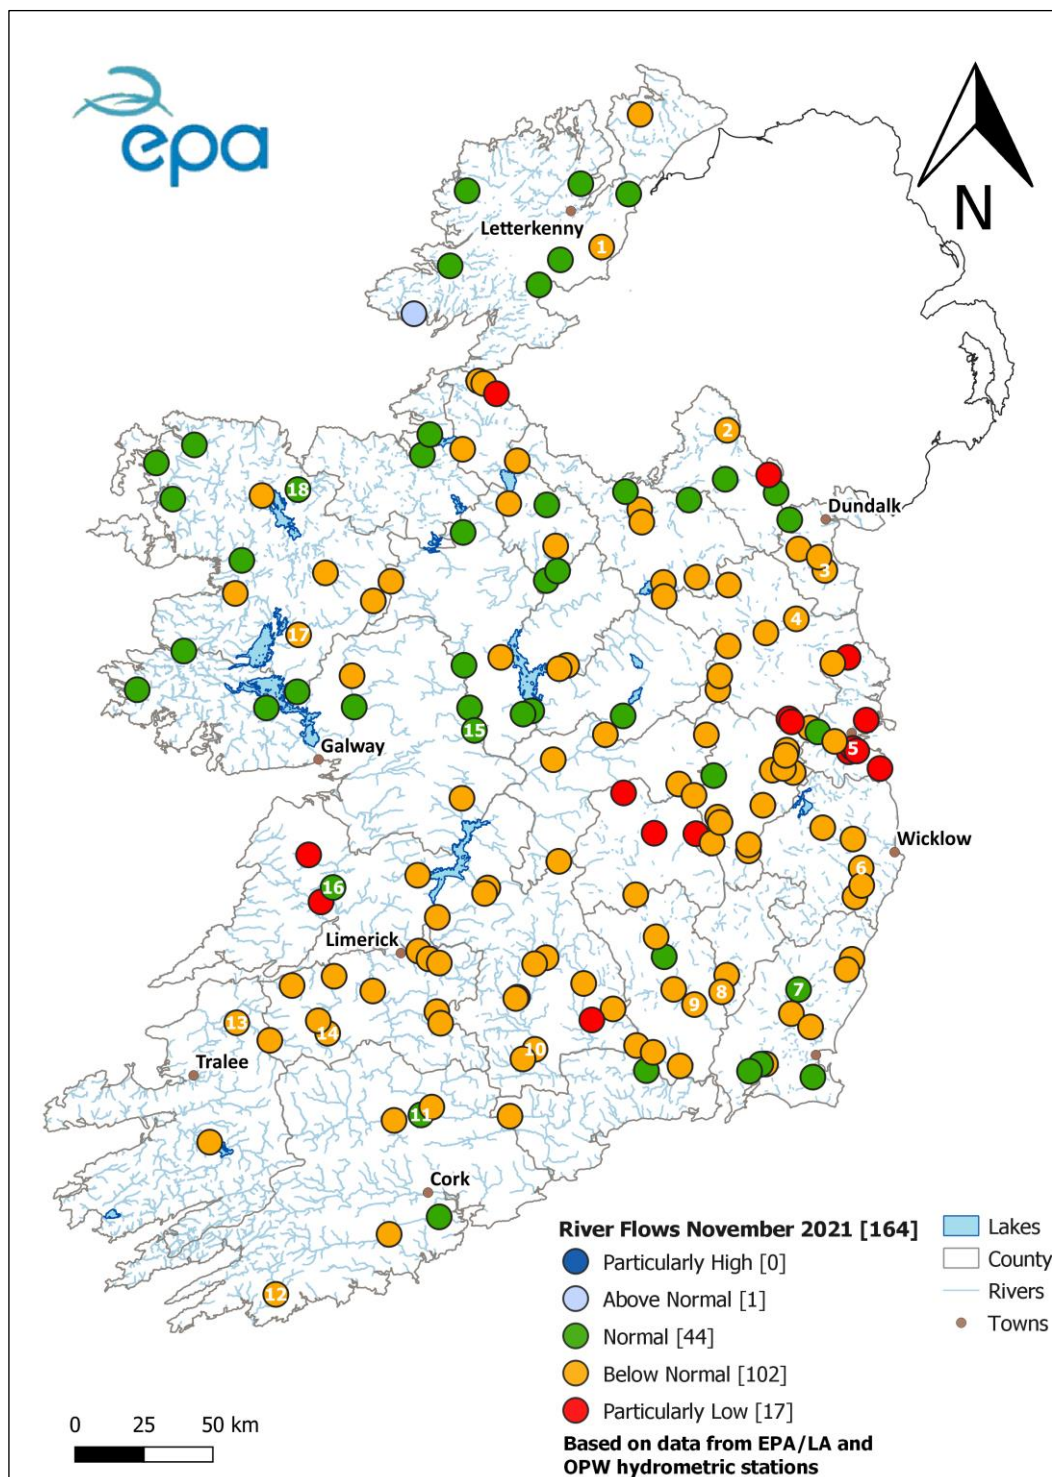 epa
N
Letterkenny
1
2
Dundalk
3
18
4
17
15
Galway
5
Wicklow
6
16
Limerick
7
8
9
13
14
10
Tralee
11
Cork
12
River Flows November 2021 [164]
Particularly High [0]
Above Normal [1]
Normal [44]
Below Normal [102]
Particularly Low [17]
Based on data from EPA/LA and
OPW hydrometric stations
Lakes
County
Rivers
Towns
0 25 50 km